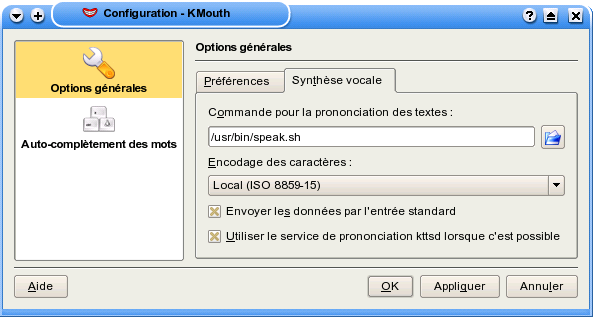 Configuration - KMouth
Options générales
Auto-complètement des mots
Options générales
Préférences
Synthèse vocale
Commande pour la prononciation des textes :
/usr/bin/speak.sh
Encodage des caractères :
Local (ISO 8859-15)
Envoyer les données par l'entrée standard
Utiliser le service de prononciation kttsd lorsque c'est possible
Aide
OK
Appliquer
Annuler